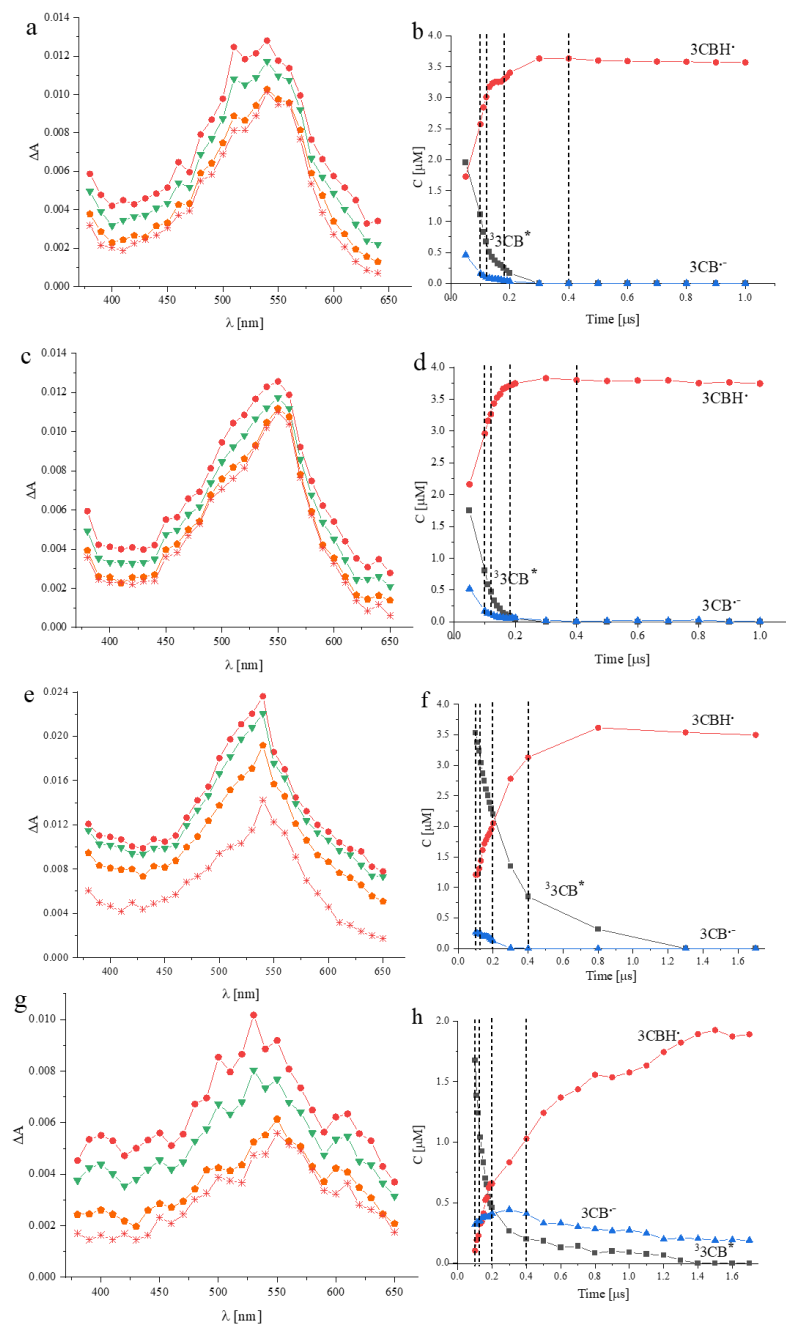 a
ΔA
0.014
0.012
0.010
0.008
0.006
0.004
0.002
0.000
400 450 500 550 600 650
λ [nm]
b
C [μM]
4.0
3.5
3.0
2.5
2.0
1.5
1.0
0.5
0.0
3CBH•
³3CB*
3CB•−
0.0 0.2 0.4 0.6 0.8 1.0
Time [μs]
c
ΔA
0.014
0.012
0.010
0.008
0.006
0.004
0.002
0.000
400 450 500 550 600 650
λ [nm]
d
C [μM]
4.0
3.5
3.0
2.5
2.0
1.5
1.0
0.5
0.0
3CBH•
³3CB*
3CB•−
0.0 0.2 0.4 0.6 0.8 1.0
Time [μs]
e
ΔA
0.024
0.020
0.016
0.012
0.008
0.004
0.000
400 450 500 550 600 650
λ [nm]
f
C [μM]
4.0
3.5
3.0
2.5
2.0
1.5
1.0
0.5
0.0
3CBH•
³3CB*
3CB•−
0.0 0.2 0.4 0.6 0.8 1.0 1.2 1.4 1.6
Time [μs]
g
ΔA
0.010
0.008
0.006
0.004
0.002
0.000
400 450 500 550 600 650
λ [nm]
h
C [μM]
2.0
1.5
1.0
0.5
0.0
3CBH•
3CB•−
³3CB*
0.0 0.2 0.4 0.6 0.8 1.0 1.2 1.4 1.6
Time [μs]